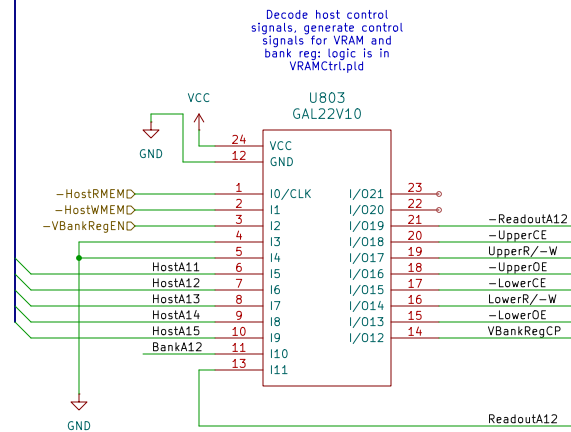 Decode host control
signals, generate control
signals for VRAM and
bank reg: logic is in
VRAMCtrl.pld
VCC
U803
GAL22V10
GND
24 VCC
12 GND
-HostRMEM 1 I0/CLK I/O21 23
-HostWMEM 2 I1 I/O20 22
-VBankRegEN 3 I2 I/O19 21 -ReadoutA12
4 I3 I/O18 20 -UpperCE
5 I4 I/O17 19 UpperR/-W
HostA11 6 I5 I/O16 18 -UpperOE
HostA12 7 I6 I/O15 17 -LowerCE
HostA13 8 I7 I/O14 16 LowerR/-W
HostA14 9 I8 I/O13 15 -LowerOE
HostA15 10 I9 I/O12 14 VBankRegCP
BankA12 11 I10
13 I11
GND
ReadoutA12